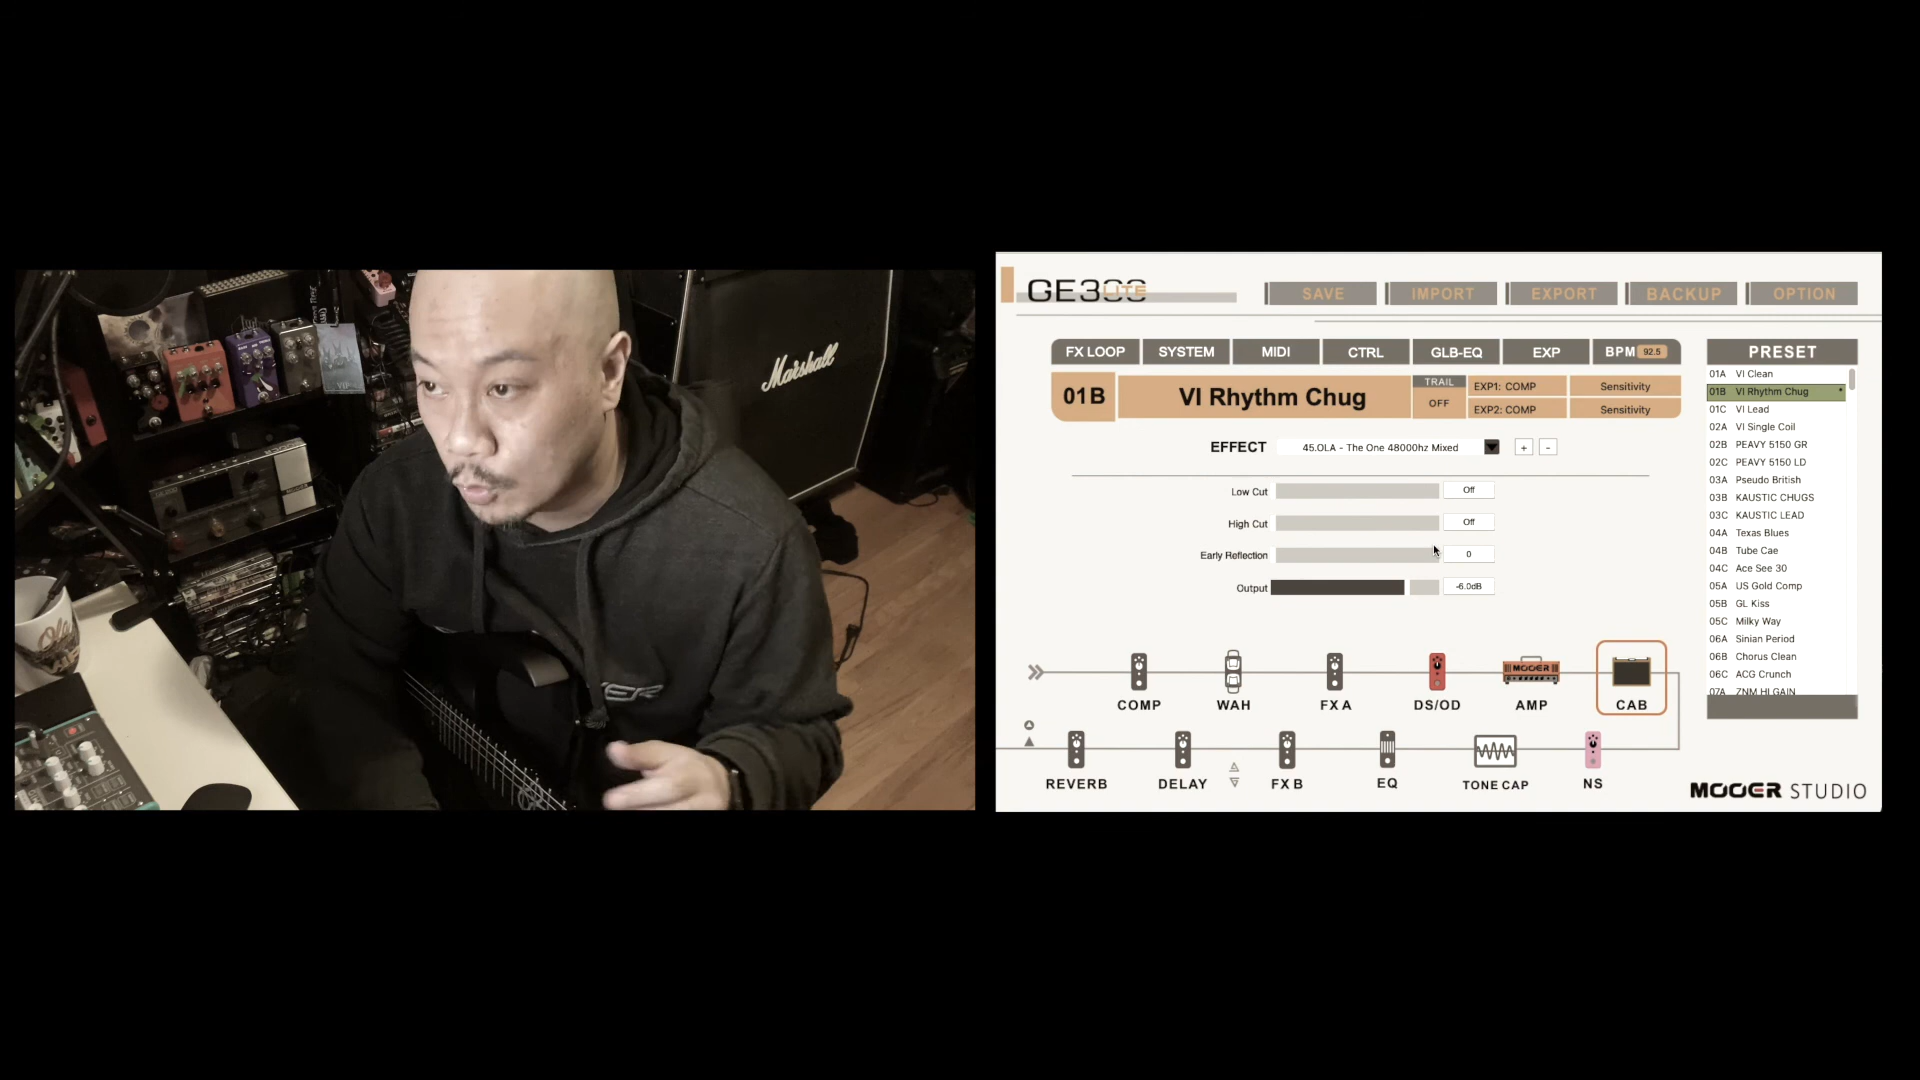 Marshall
GE300
LITE
SAVE
IMPORT
EXPORT
BACKUP
OPTION
FX LOOP
SYSTEM
MIDI
CTRL
GLB-EQ
EXP
BPM 92.5
PRESET
01B
VI Rhythm Chug
TRAIL
OFF
EXP1: COMP
Sensitivity
EXP2: COMP
Sensitivity
EFFECT
45.OLA - The One 48000hz Mixed
+
-
Low Cut
Off
High Cut
Off
Early Reflection
0
Output
-6.0dB
01A VI Clean
01B VI Rhythm Chug *
01C VI Lead
02A VI Single Coil
02B PEAVY 5150 GR
02C PEAVY 5150 LD
03A Pseudo British
03B KAUSTIC CHUGS
03C KAUSTIC LEAD
04A Texas Blues
04B Tube Cae
04C Ace See 30
05A US Gold Comp
05B GL Kiss
05C Milky Way
06A Sinian Period
06B Chorus Clean
06C ACG Crunch
07A ZNM HI GAIN
MOOER
COMP
WAH
FX A
DS/OD
AMP
CAB
REVERB
DELAY
FX B
EQ
TONE CAP
NS
MOOER STUDIO